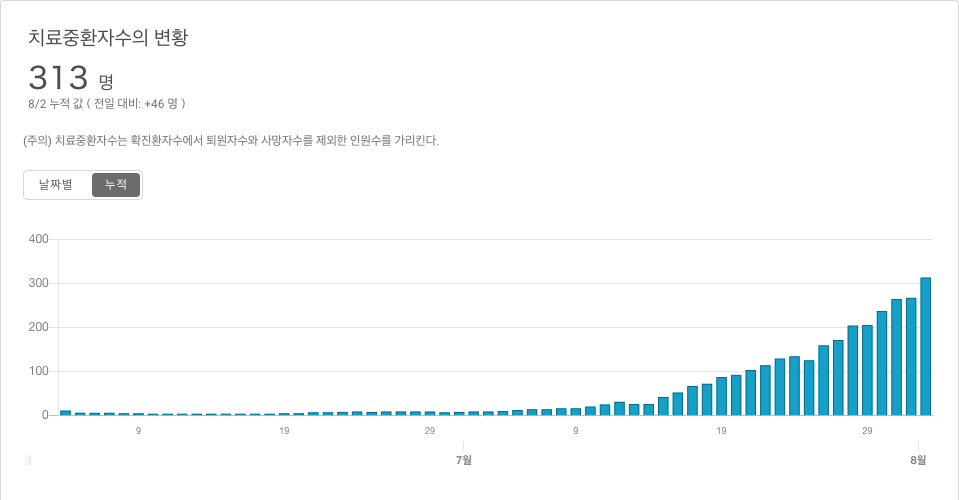 치료중환자수의 변황
313 명
8/2 누적 값 ( 전일 대비: +46 명 )
(주의) 치료중환자수는 확진환자수에서 퇴원자수와 사망자수를 제외한 인원수를 가리킨다.
날짜별 누적
400
300
200
100
0
9 19 29 9 19 29
7월 8월